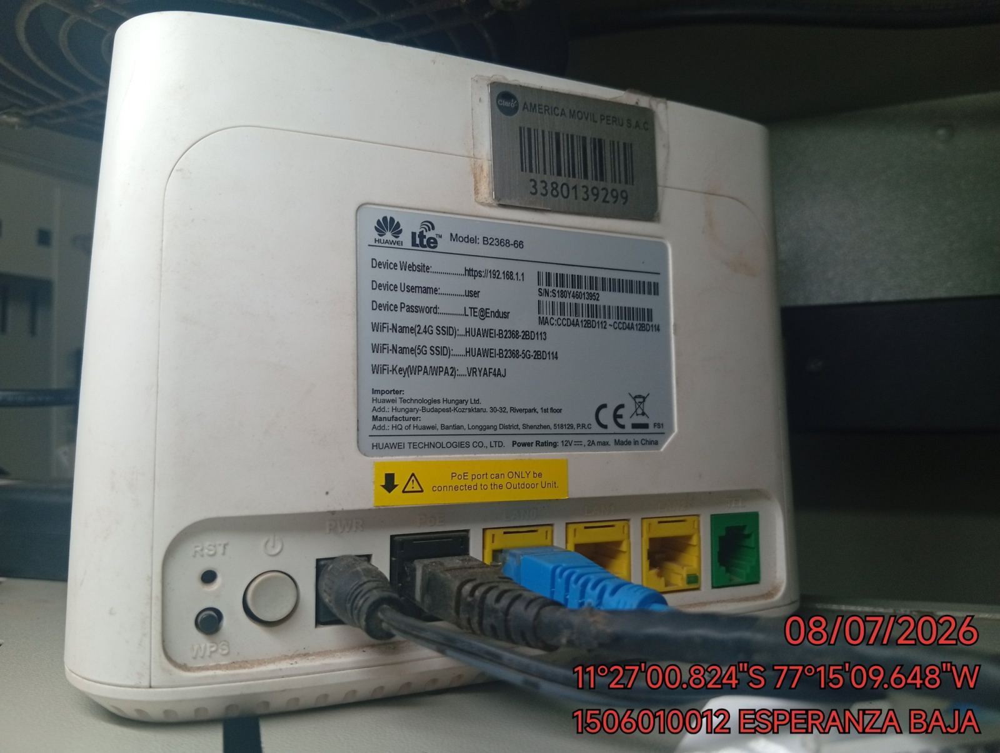 Claro AMERICA MOVIL PERU S.A.C
3380139299
HUAWEI Lte™ Model: B2368-66
Device Website:................https://192.168.1.1
Device Username:............user
Device Password:............LTE@Endusr
WiFi-Name(2.4G SSID):...HUAWEI-B2368-2BD113
WiFi-Name(5G SSID):......HUAWEI-B2368-5G-2BD114
WiFi-Key(WPA/WPA2):....VRYAF4AJ
S/N:S180Y46013952
MAC:CCD4A12BD112 ~CCD4A12BD114
Importer:
Huawei Technologies Hungary Ltd.
Add.: Hungary-Budapest-Kozraktaru. 30-32, Riverpark, 1st floor
Manufacturer:
Add.: HQ of Huawei, Bantian, Longgang District, Shenzhen, 518129, P.R.C
CE FS1
HUAWEI TECHNOLOGIES CO., LTD. Power Rating: 12V⎓, 2A max. Made in China
PoE port can ONLY be
connected to the Outdoor Unit.
RST PWR PoE LAN0 LAN1 LAN2 TEL
WPS
08/07/2026
11°27'00.824"S 77°15'09.648"W
1506010012 ESPERANZA BAJA